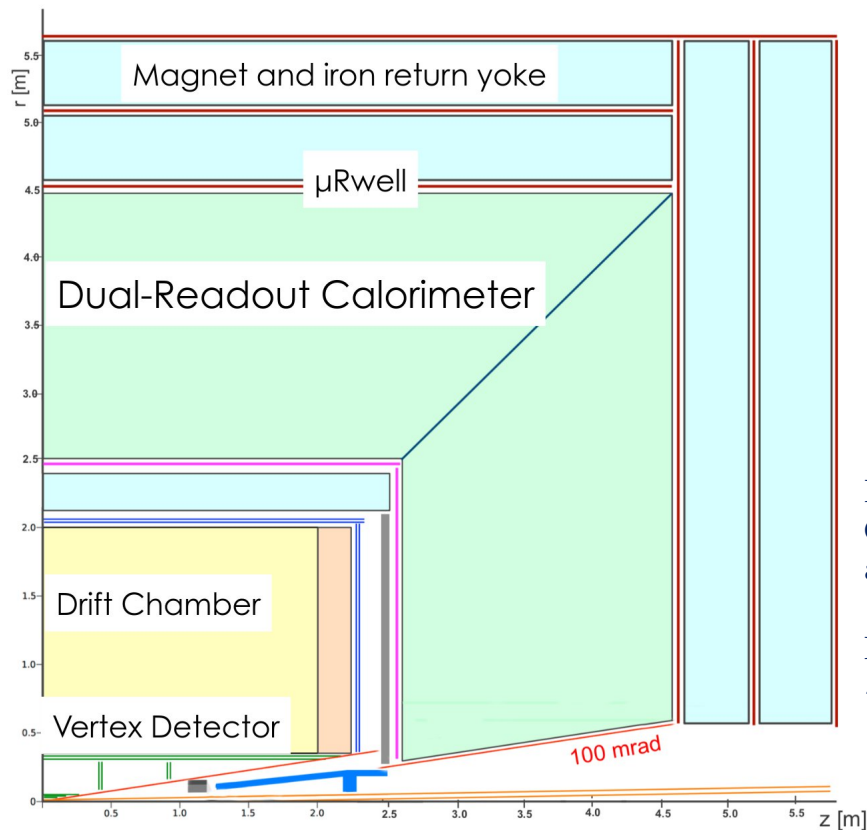 r [m]
5.5
Magnet and iron return yoke
5.0
µRwell
4.5
4.0
Dual-Readout Calorimeter
3.5
3.0
2.5
2.0
1.5
Drift Chamber
1.0
Vertex Detector
0.5
100 mrad
0
0.5 1.0 1.5 2.0 2.5 3.0 3.5 4.0 4.5 5.5
z [m]